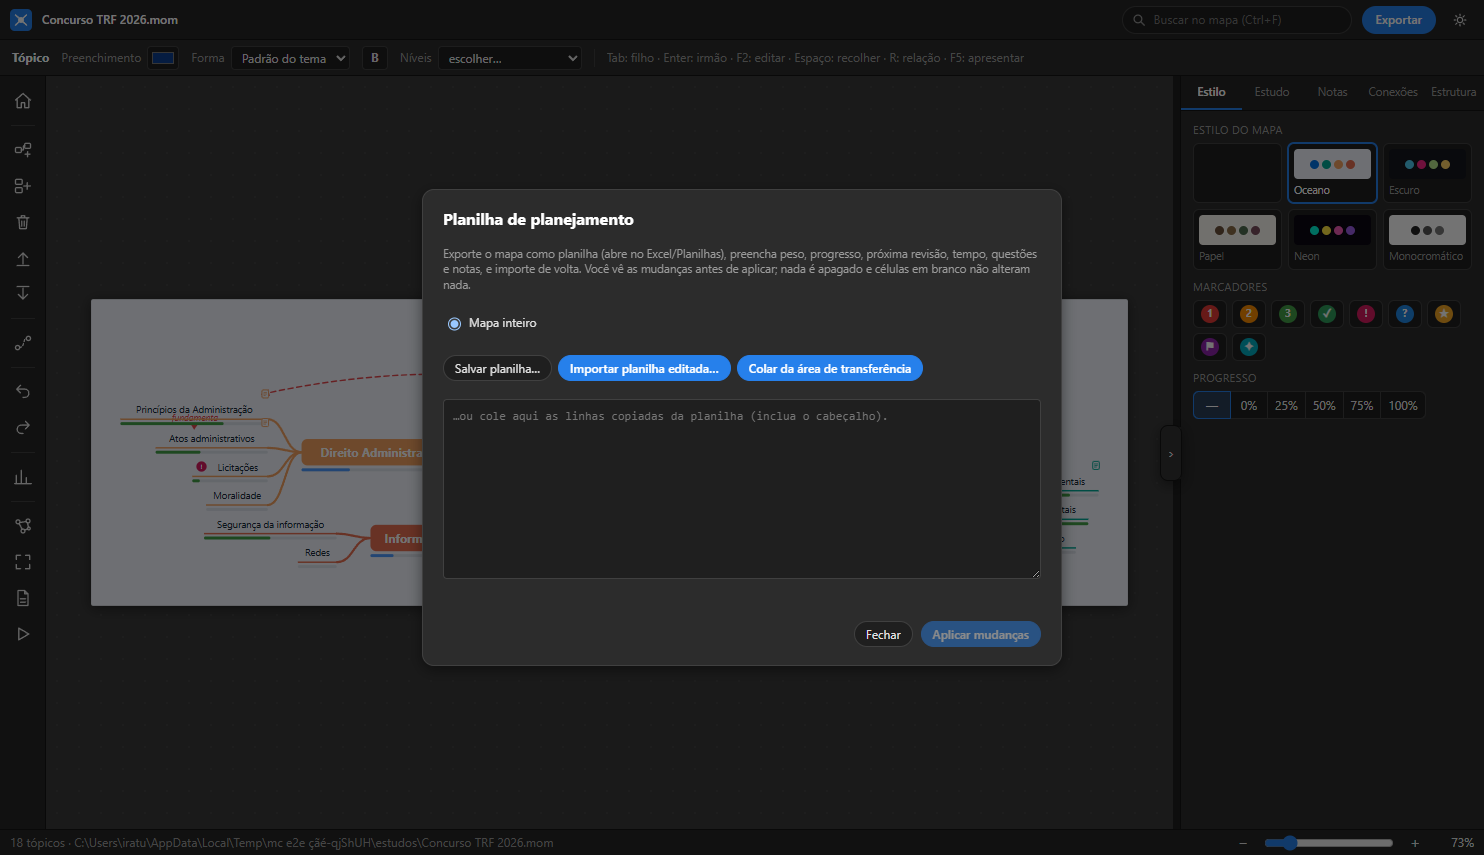 Concurso TRF 2026.mom
Buscar no mapa (Ctrl+F)
Exportar
Tópico
Preenchimento
Forma
Padrão do tema
B
Níveis
escolher...
Tab: filho · Enter: irmão · F2: editar · Espaço: recolher · R: relação · F5: apresentar
Estilo
Estudo
Notas
Conexões
Estrutura
ESTILO DO MAPA
Oceano
Escuro
Papel
Neon
Monocromático
MARCADORES
1
2
3
✓
!
?
PROGRESSO
—
0%
25%
50%
75%
100%
Planilha de planejamento
Exporte o mapa como planilha (abre no Excel/Planilhas), preencha peso, progresso, próxima revisão, tempo, questões
e notas, e importe de volta. Você vê as mudanças antes de aplicar; nada é apagado e células em branco não alteram
nada.
Mapa inteiro
Salvar planilha...
Importar planilha editada...
Colar da área de transferência
…ou cole aqui as linhas copiadas da planilha (inclua o cabeçalho).
Fechar
Aplicar mudanças
Princípios da Administração
fundamenta
Atos administrativos
Licitações
Moralidade
Direito Administra
Segurança da informação
Redes
Inform
entais
tais
o
›
18 tópicos · C:\Users\iratu\AppData\Local\Temp\mc e2e çãé-qjShUH\estudos\Concurso TRF 2026.mom
−
+
73%